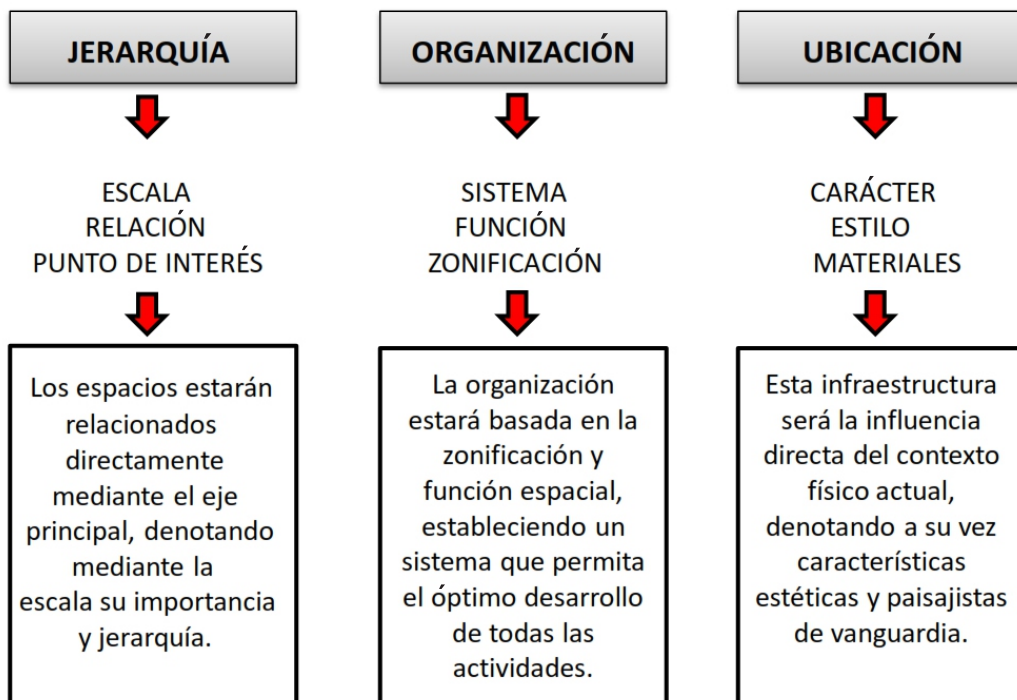 JERARQUÍA
ESCALA
RELACIÓN
PUNTO DE INTERÉS
Los espacios estarán
relacionados
directamente
mediante el eje
principal, denotando
mediante la
escala su importancia
y jerarquía.
ORGANIZACIÓN
SISTEMA
FUNCIÓN
ZONIFICACIÓN
La organización
estará basada en la
zonificación y
función espacial,
estableciendo un
sistema que permita
el óptimo desarrollo
de todas las
actividades.
UBICACIÓN
CARÁCTER
ESTILO
MATERIALES
Esta infraestructura
será la influencia
directa del contexto
físico actual,
denotando a su vez
características
estéticas y paisajistas
de vanguardia.